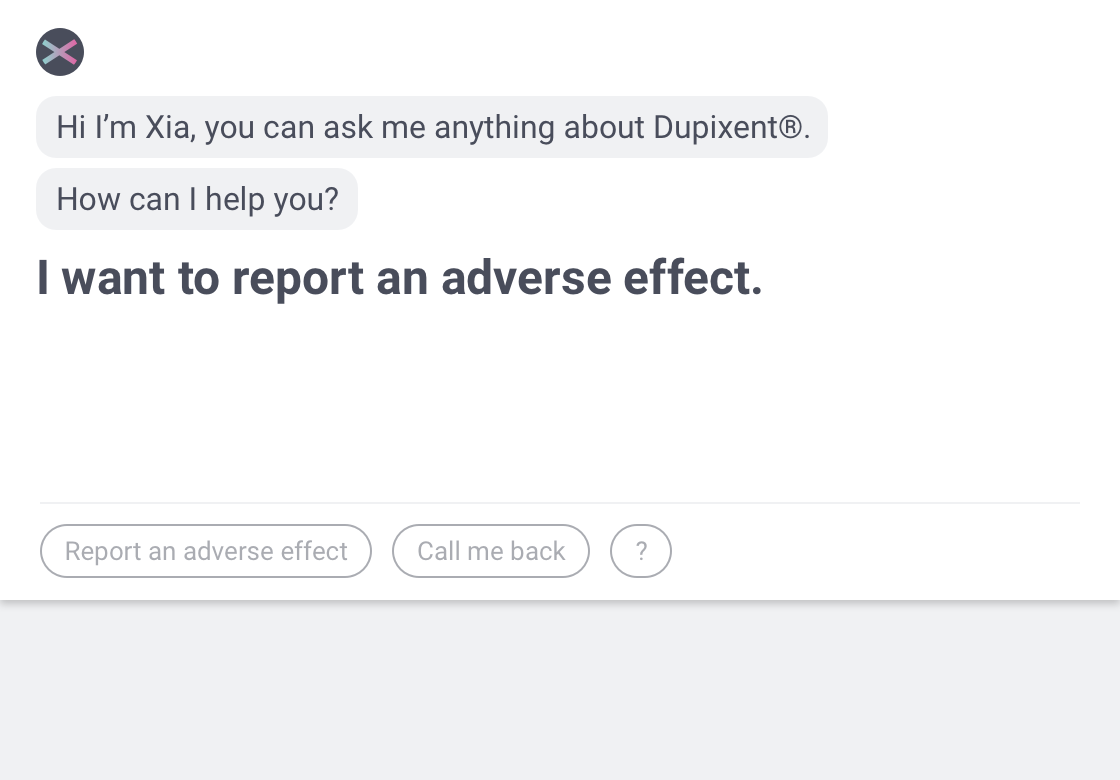 Hi I’m Xia, you can ask me anything about Dupixent®.
How can I help you?
I want to report an adverse effect.
Report an adverse effect
Call me back
?